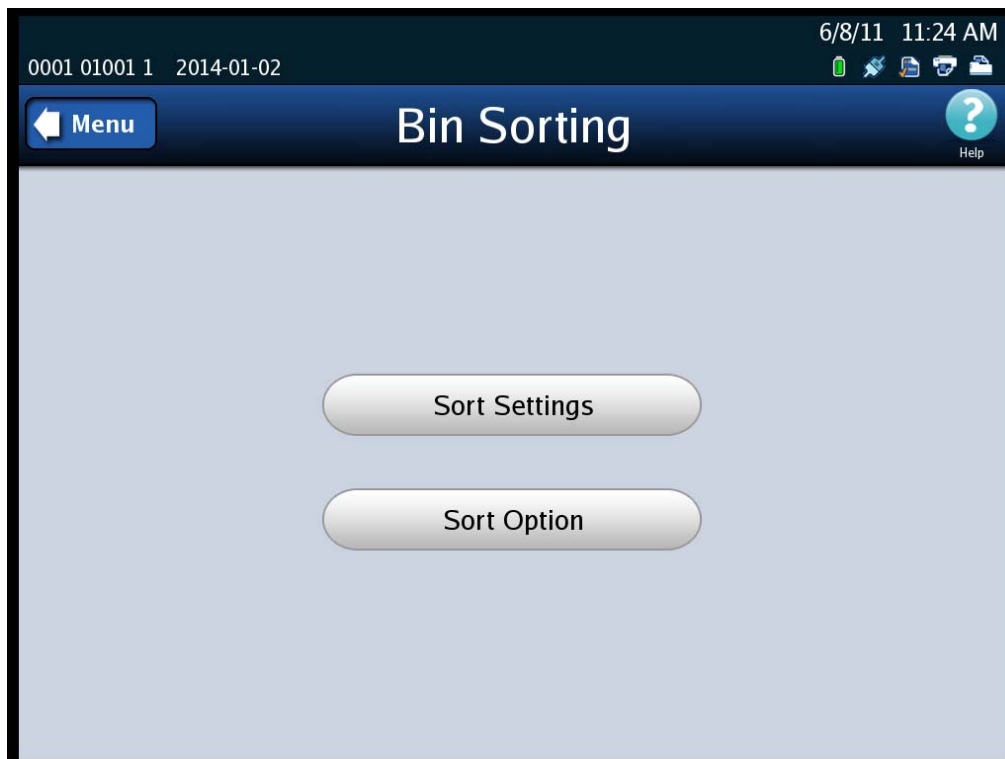 6/8/11 11:24 AM
0001 01001 1 2014-01-02
Menu
Bin Sorting
?
Help
Sort Settings
Sort Option